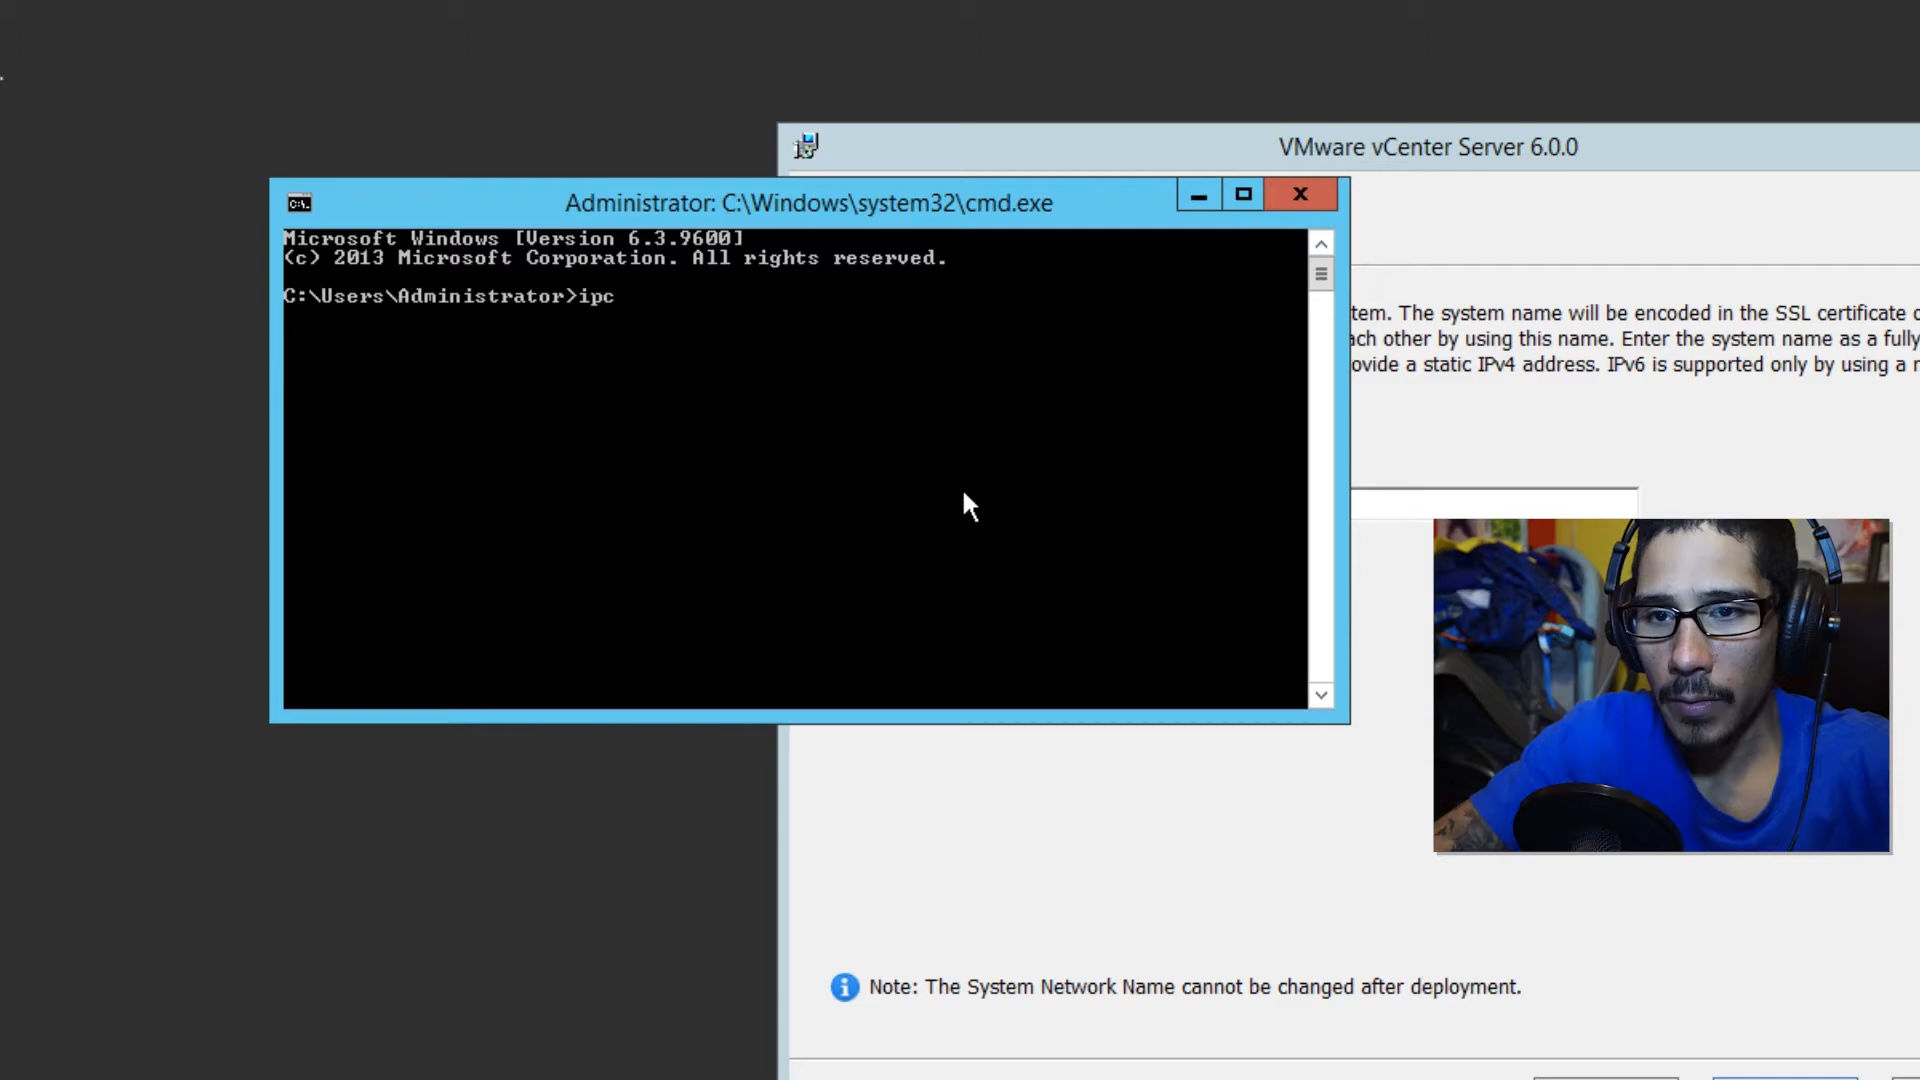 VMware vCenter Server 6.0.0
Administrator: C:\Windows\system32\cmd.exe
Microsoft Windows [Version 6.3.9600]
(c) 2013 Microsoft Corporation. All rights reserved.
C:\Users\Administrator>ipc
tem. The system name will be encoded in the SSL certificate
ach other by using this name. Enter the system name as a fully
ovide a static IPv4 address. IPv6 is supported only by using a
Note: The System Network Name cannot be changed after deployment.